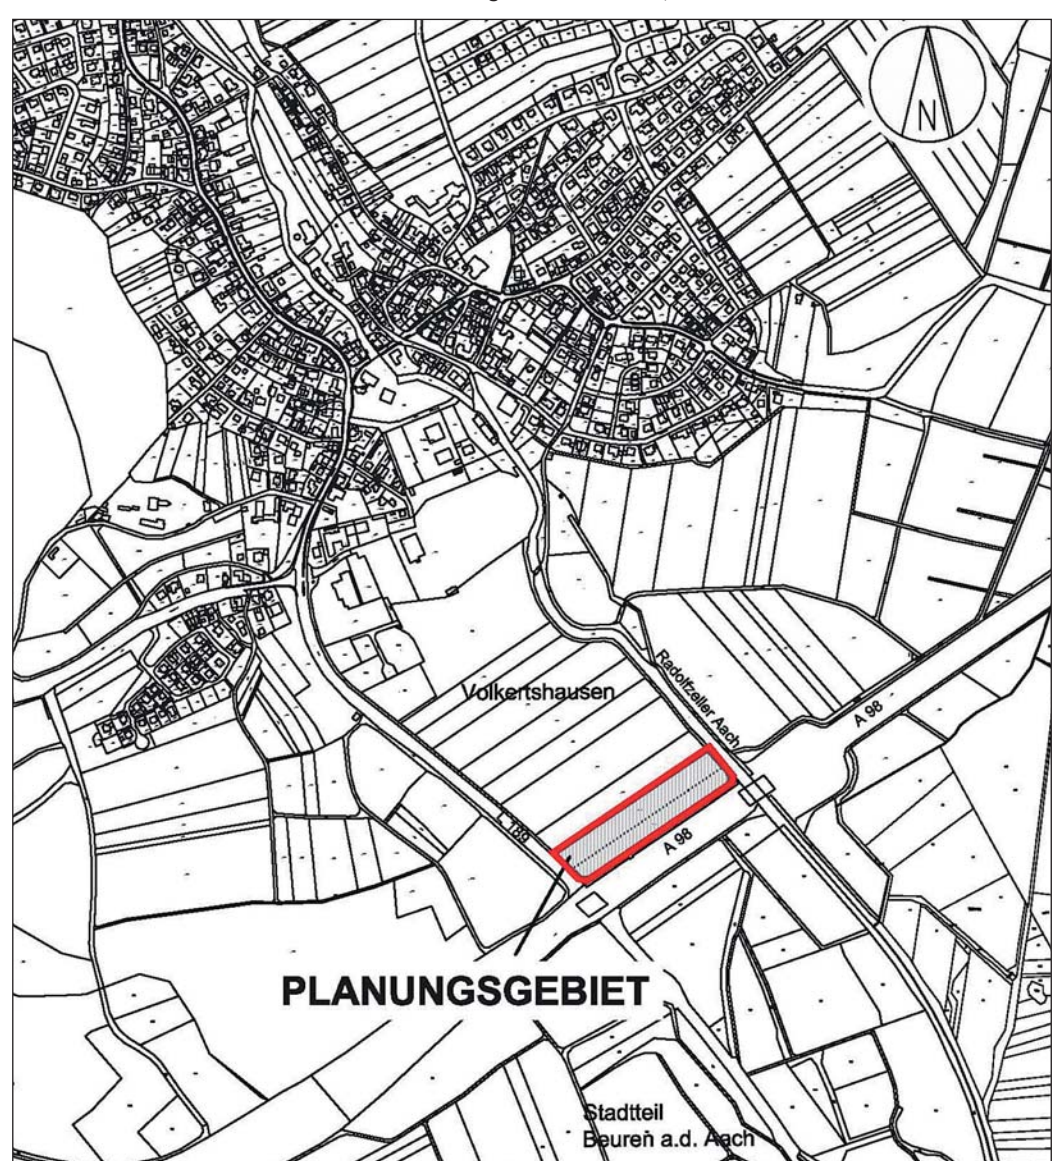 N
Volkertshausen
Radolfzeller Aach
A 98
A 98
PLANUNGSGEBIET
Stadtteil
Beuren a.d. Aach